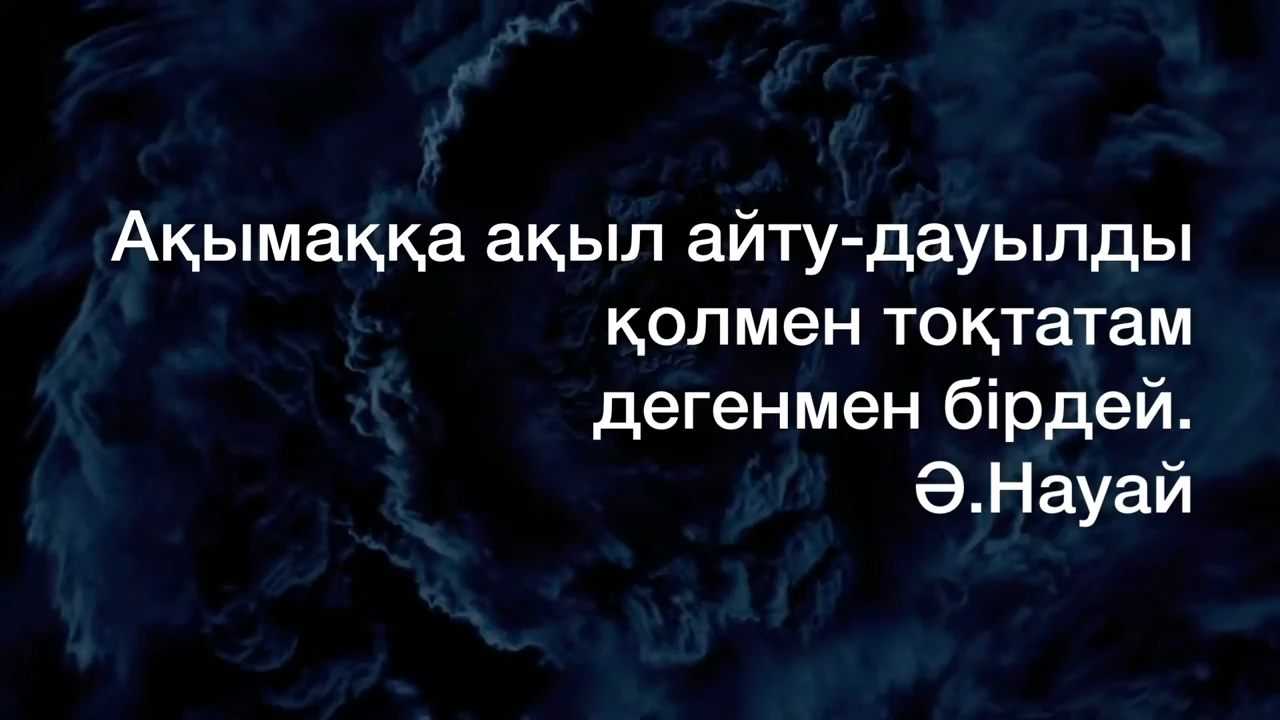 Ақымаққа ақыл айту-дауылды
қолмен тоқтатам
дегенмен бірдей.
Ә.Науай